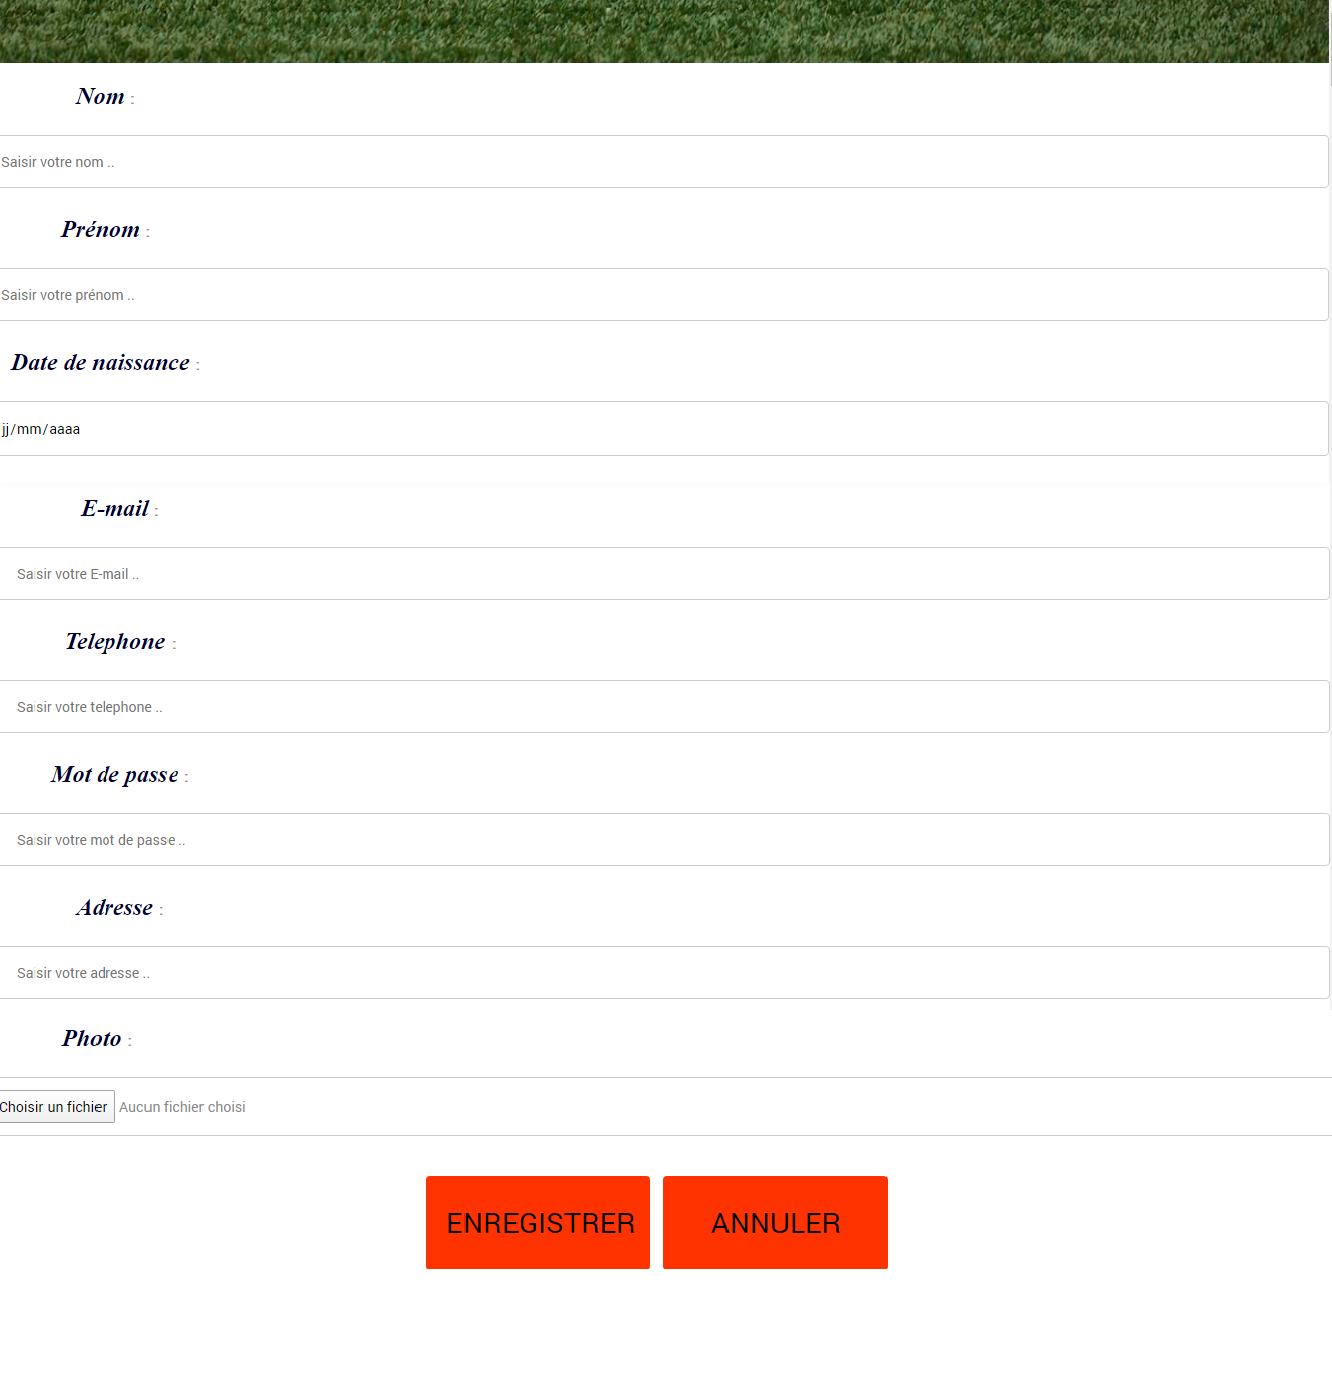 Nom :
Saisir votre nom ..
Prénom :
Saisir votre prénom ..
Date de naissance :
jj/mm/aaaa
E-mail :
Saisir votre E-mail ..
Telephone :
Saisir votre telephone ..
Mot de passe :
Saisir votre mot de passe ..
Adresse :
Saisir votre adresse ..
Photo :
Choisir un fichier Aucun fichier choisi
ENREGISTRER ANNULER